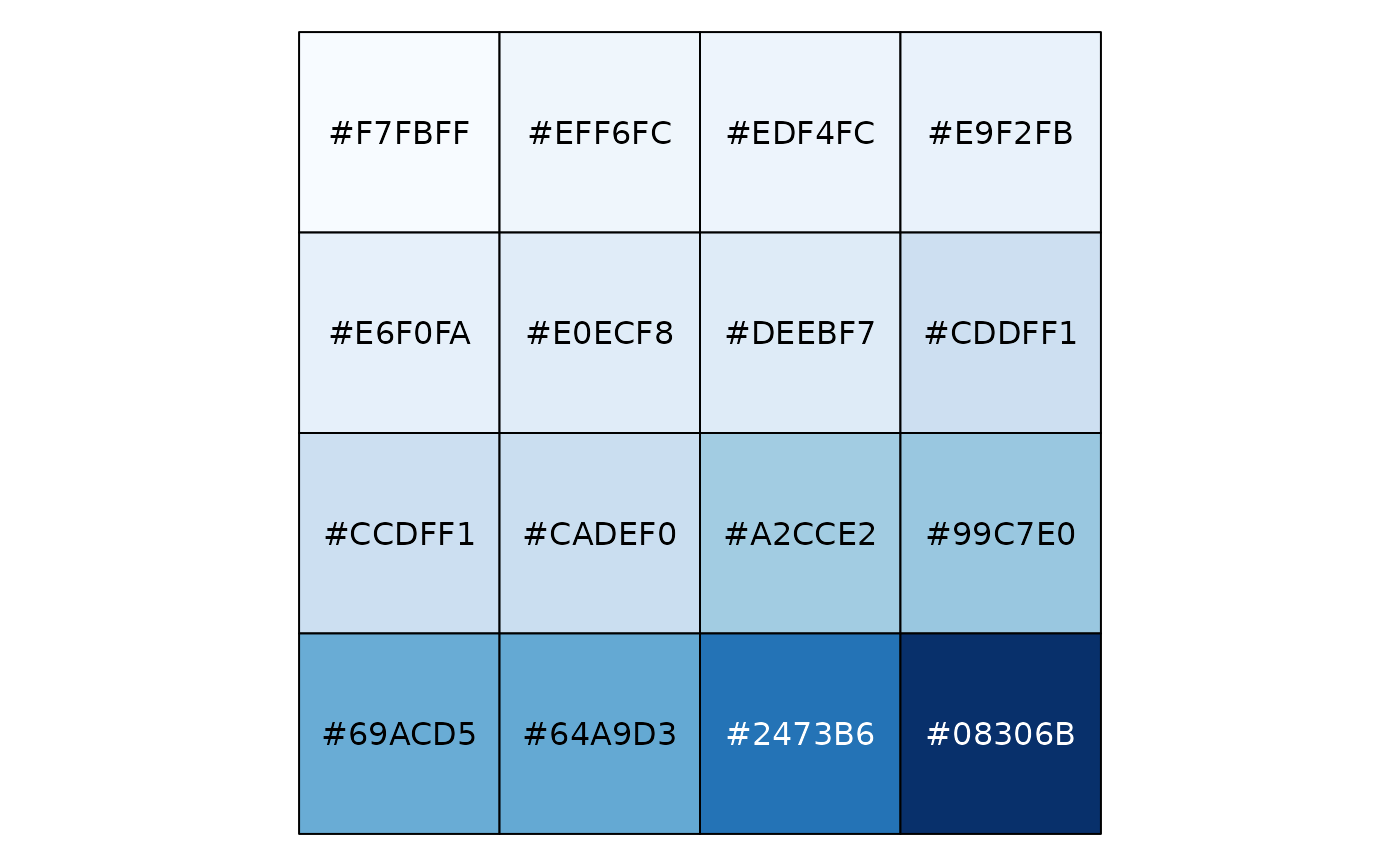 #F7FBFF #EFF6FC #EDF4FC #E9F2FB
#E6F0FA #E0ECF8 #DEEBF7 #CDDFF1
#CCDFF1 #CADEF0 #A2CCE2 #99C7E0
#69ACD5 #64A9D3 #2473B6 #08306B